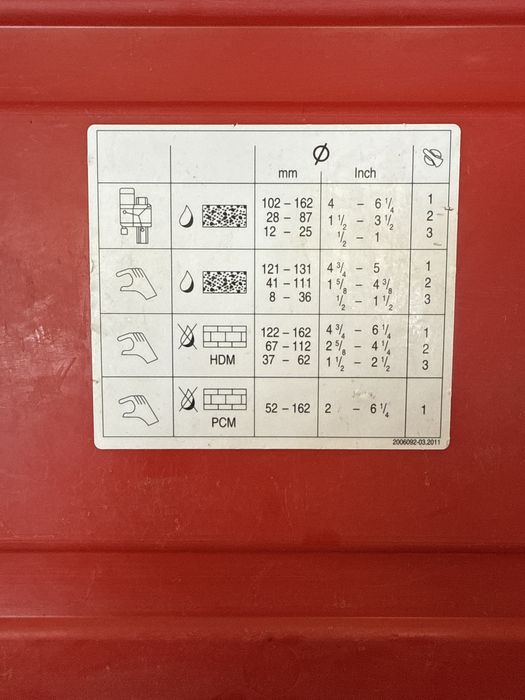 Ø
mm Inch
102 – 162 4 – 6 1/4 1
28 – 87 1 1/2 – 3 1/2 2
12 – 25 1/2 – 1 3
121 – 131 4 3/4 – 5 1
41 – 111 1 5/8 – 4 3/8 2
8 – 36 1/2 – 1 1/2 3
122 – 162 4 3/4 – 6 1/4 1
67 – 112 2 5/8 – 4 1/4 2
HDM 37 – 62 1 1/2 – 2 1/2 3
52 – 162 2 – 6 1/4 1
PCM
2006092-03.2011